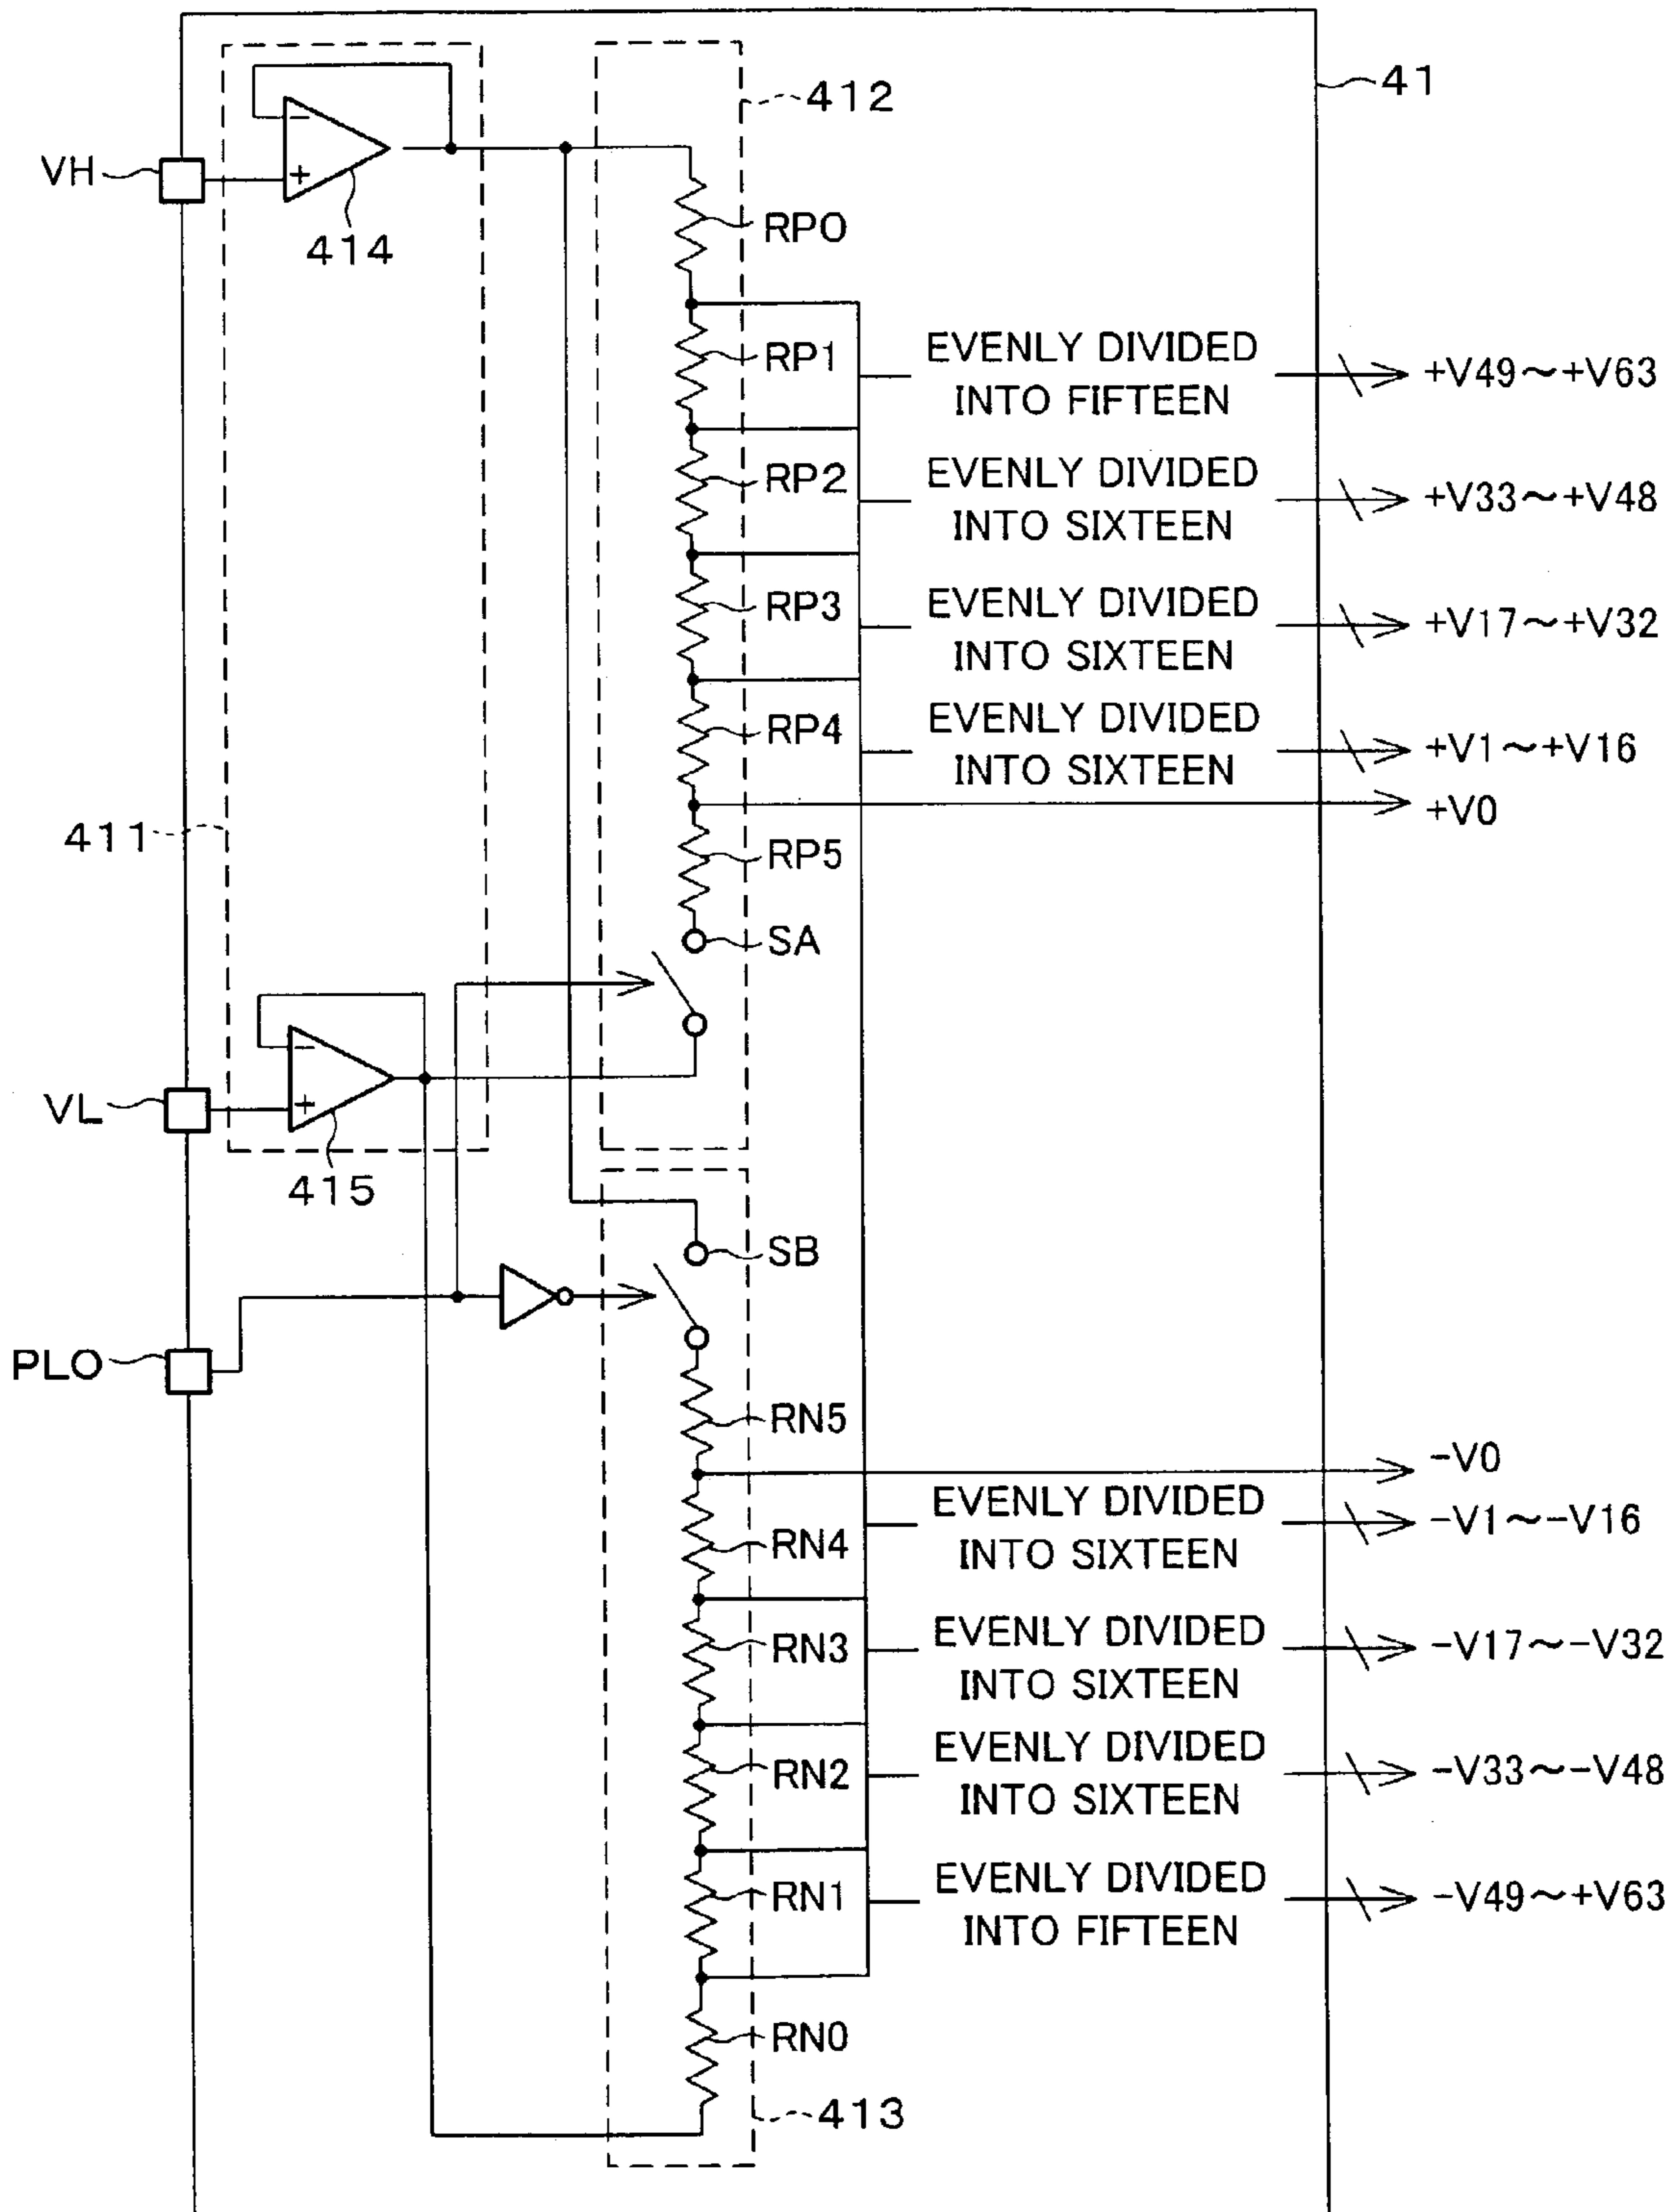 41
412
VH
−
+
414
RP0
RP1
EVENLY DIVIDED
INTO FIFTEEN
+V49～+V63
RP2
EVENLY DIVIDED
INTO SIXTEEN
+V33～+V48
RP3
EVENLY DIVIDED
INTO SIXTEEN
+V17～+V32
RP4
EVENLY DIVIDED
INTO SIXTEEN
+V1～+V16
+V0
411
RP5
SA
−
+
VL
415
SB
PLO
RN5
−V0
RN4
EVENLY DIVIDED
INTO SIXTEEN
−V1～−V16
RN3
EVENLY DIVIDED
INTO SIXTEEN
−V17～−V32
RN2
EVENLY DIVIDED
INTO SIXTEEN
−V33～−V48
RN1
EVENLY DIVIDED
INTO FIFTEEN
−V49～+V63
RN0
413